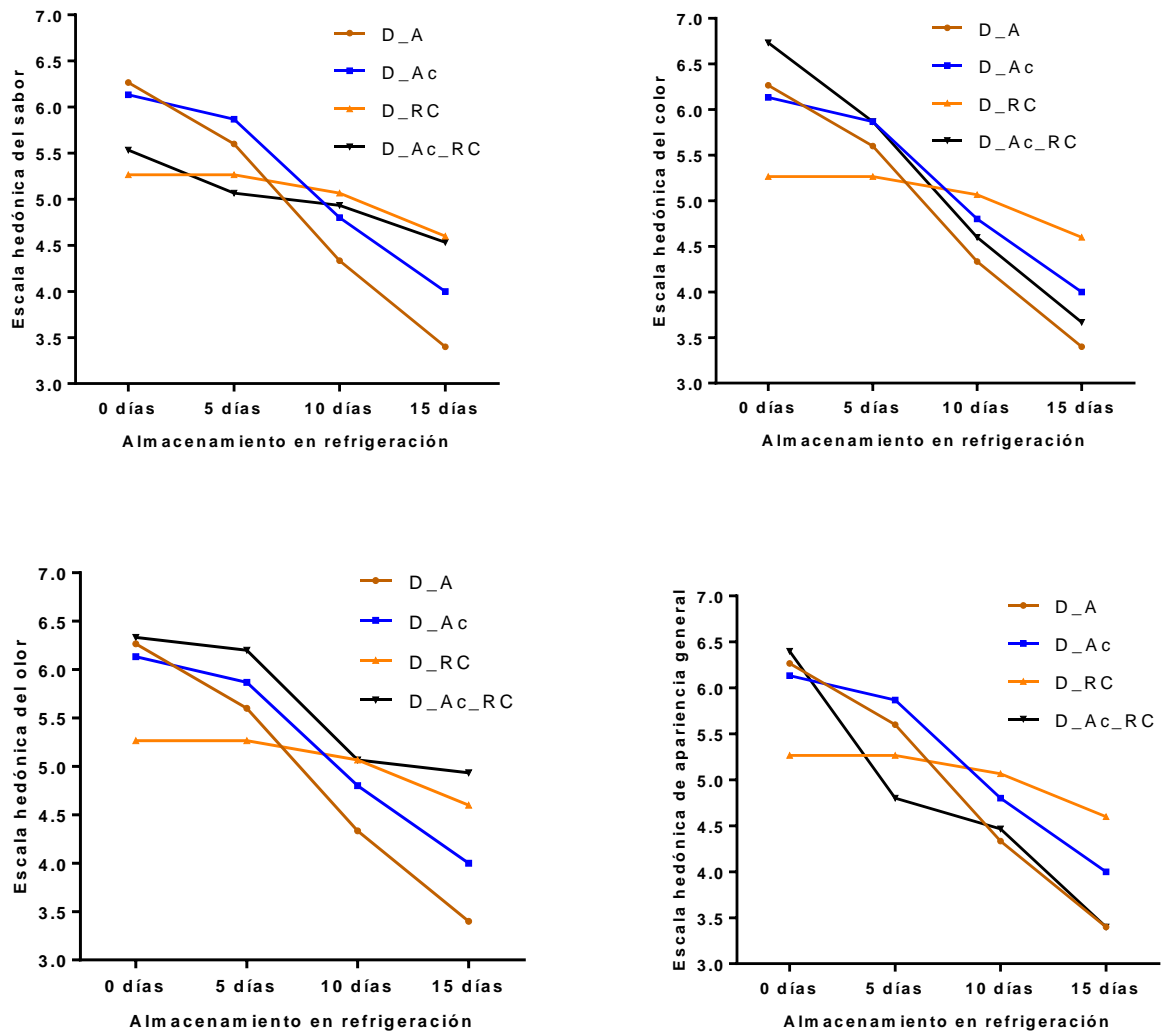 Escala hedónica del sabor
7.0
6.5
6.0
5.5
5.0
4.5
4.0
3.5
3.0
D_A
D_Ac
D_RC
D_Ac_RC
0 días 5 días 10 días 15 días
Almacenamiento en refrigeración
Escala hedónica del color
7.0
6.5
6.0
5.5
5.0
4.5
4.0
3.5
3.0
D_A
D_Ac
D_RC
D_Ac_RC
0 días 5 días 10 días 15 días
Almacenamiento en refrigeración
Escala hedónica del olor
7.0
6.5
6.0
5.5
5.0
4.5
4.0
3.5
3.0
D_A
D_Ac
D_RC
D_Ac_RC
0 días 5 días 10 días 15 días
Almacenamiento en refrigeración
Escala hedónica de apariencia general
7.0
6.5
6.0
5.5
5.0
4.5
4.0
3.5
3.0
D_A
D_Ac
D_RC
D_Ac_RC
0 días 5 días 10 días 15 días
Almacenamiento en refrigeración